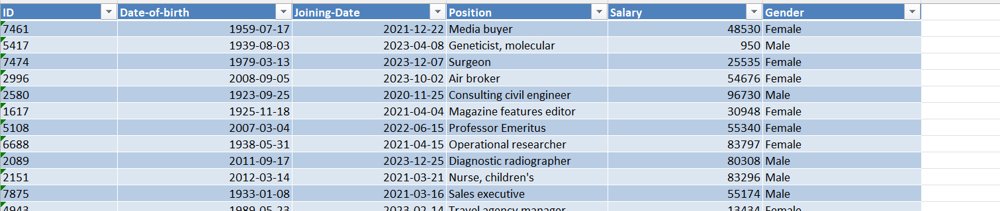 ID Date-of-birth Joining-Date Position Salary Gender
7461 1959-07-17 2021-12-22 Media buyer 48530 Female
5417 1939-08-03 2023-04-08 Geneticist, molecular 950 Male
7474 1979-03-13 2023-12-07 Surgeon 25535 Female
2996 2008-09-05 2023-10-02 Air broker 54676 Female
2580 1923-09-25 2020-11-25 Consulting civil engineer 96730 Male
1617 1925-11-18 2021-04-04 Magazine features editor 30948 Female
5108 2007-03-04 2022-06-15 Professor Emeritus 55340 Female
6688 1938-05-31 2021-04-15 Operational researcher 83797 Female
2089 2011-09-17 2023-12-25 Diagnostic radiographer 80308 Male
2151 2012-03-14 2021-03-21 Nurse, children's 83296 Male
7875 1933-01-08 2021-03-16 Sales executive 55174 Male
4943 1989-05-23 2023-02-14 Travel agency manager 13434 Female